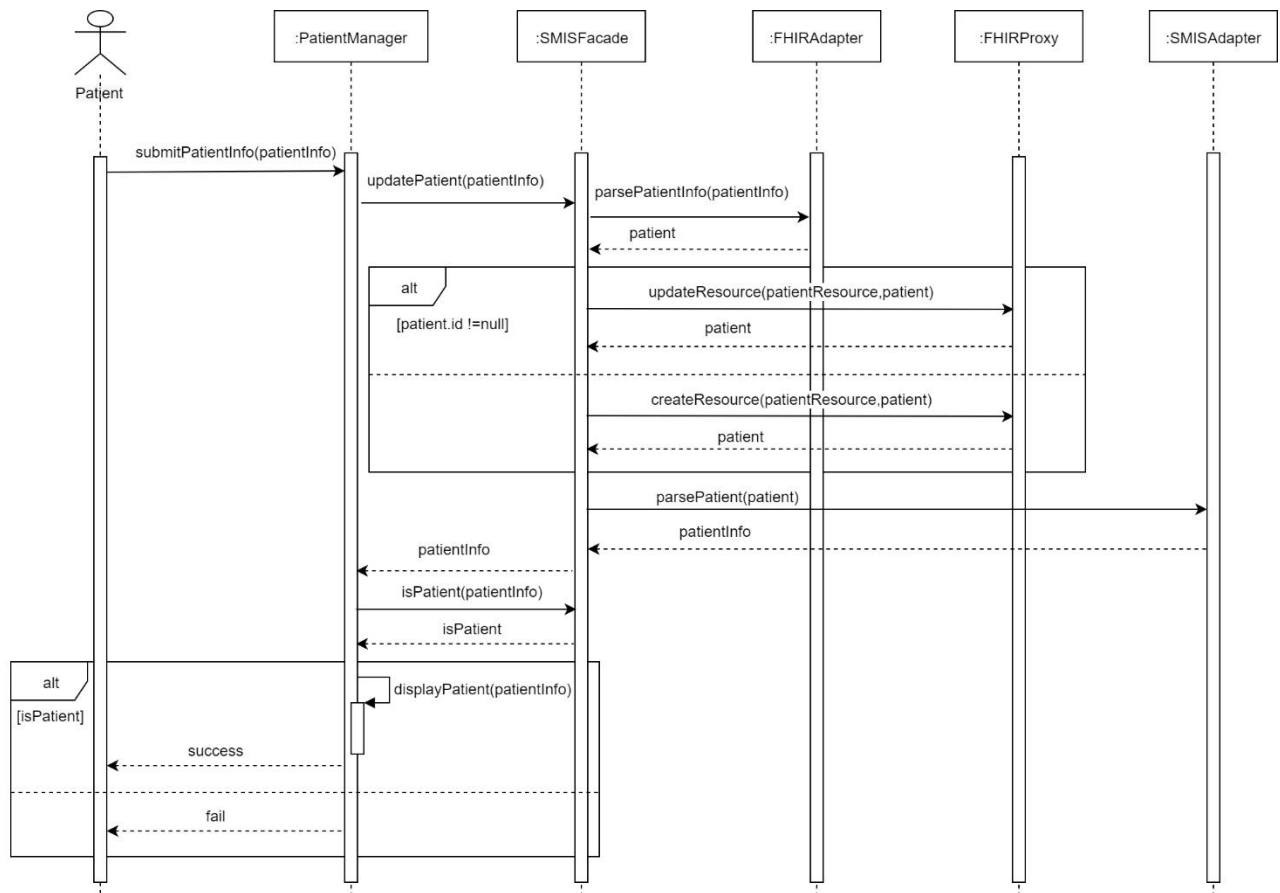 :PatientManager
:SMISFacade
:FHIRAdapter
:FHIRProxy
:SMISAdapter
Patient
submitPatientInfo(patientInfo)
updatePatient(patientInfo)
parsePatientInfo(patientInfo)
patient
alt
updateResource(patientResource,patient)
[patient.id !=null]
patient
createResource(patientResource,patient)
patient
parsePatient(patient)
patientInfo
patientInfo
isPatient(patientInfo)
isPatient
alt
displayPatient(patientInfo)
[isPatient]
success
fail